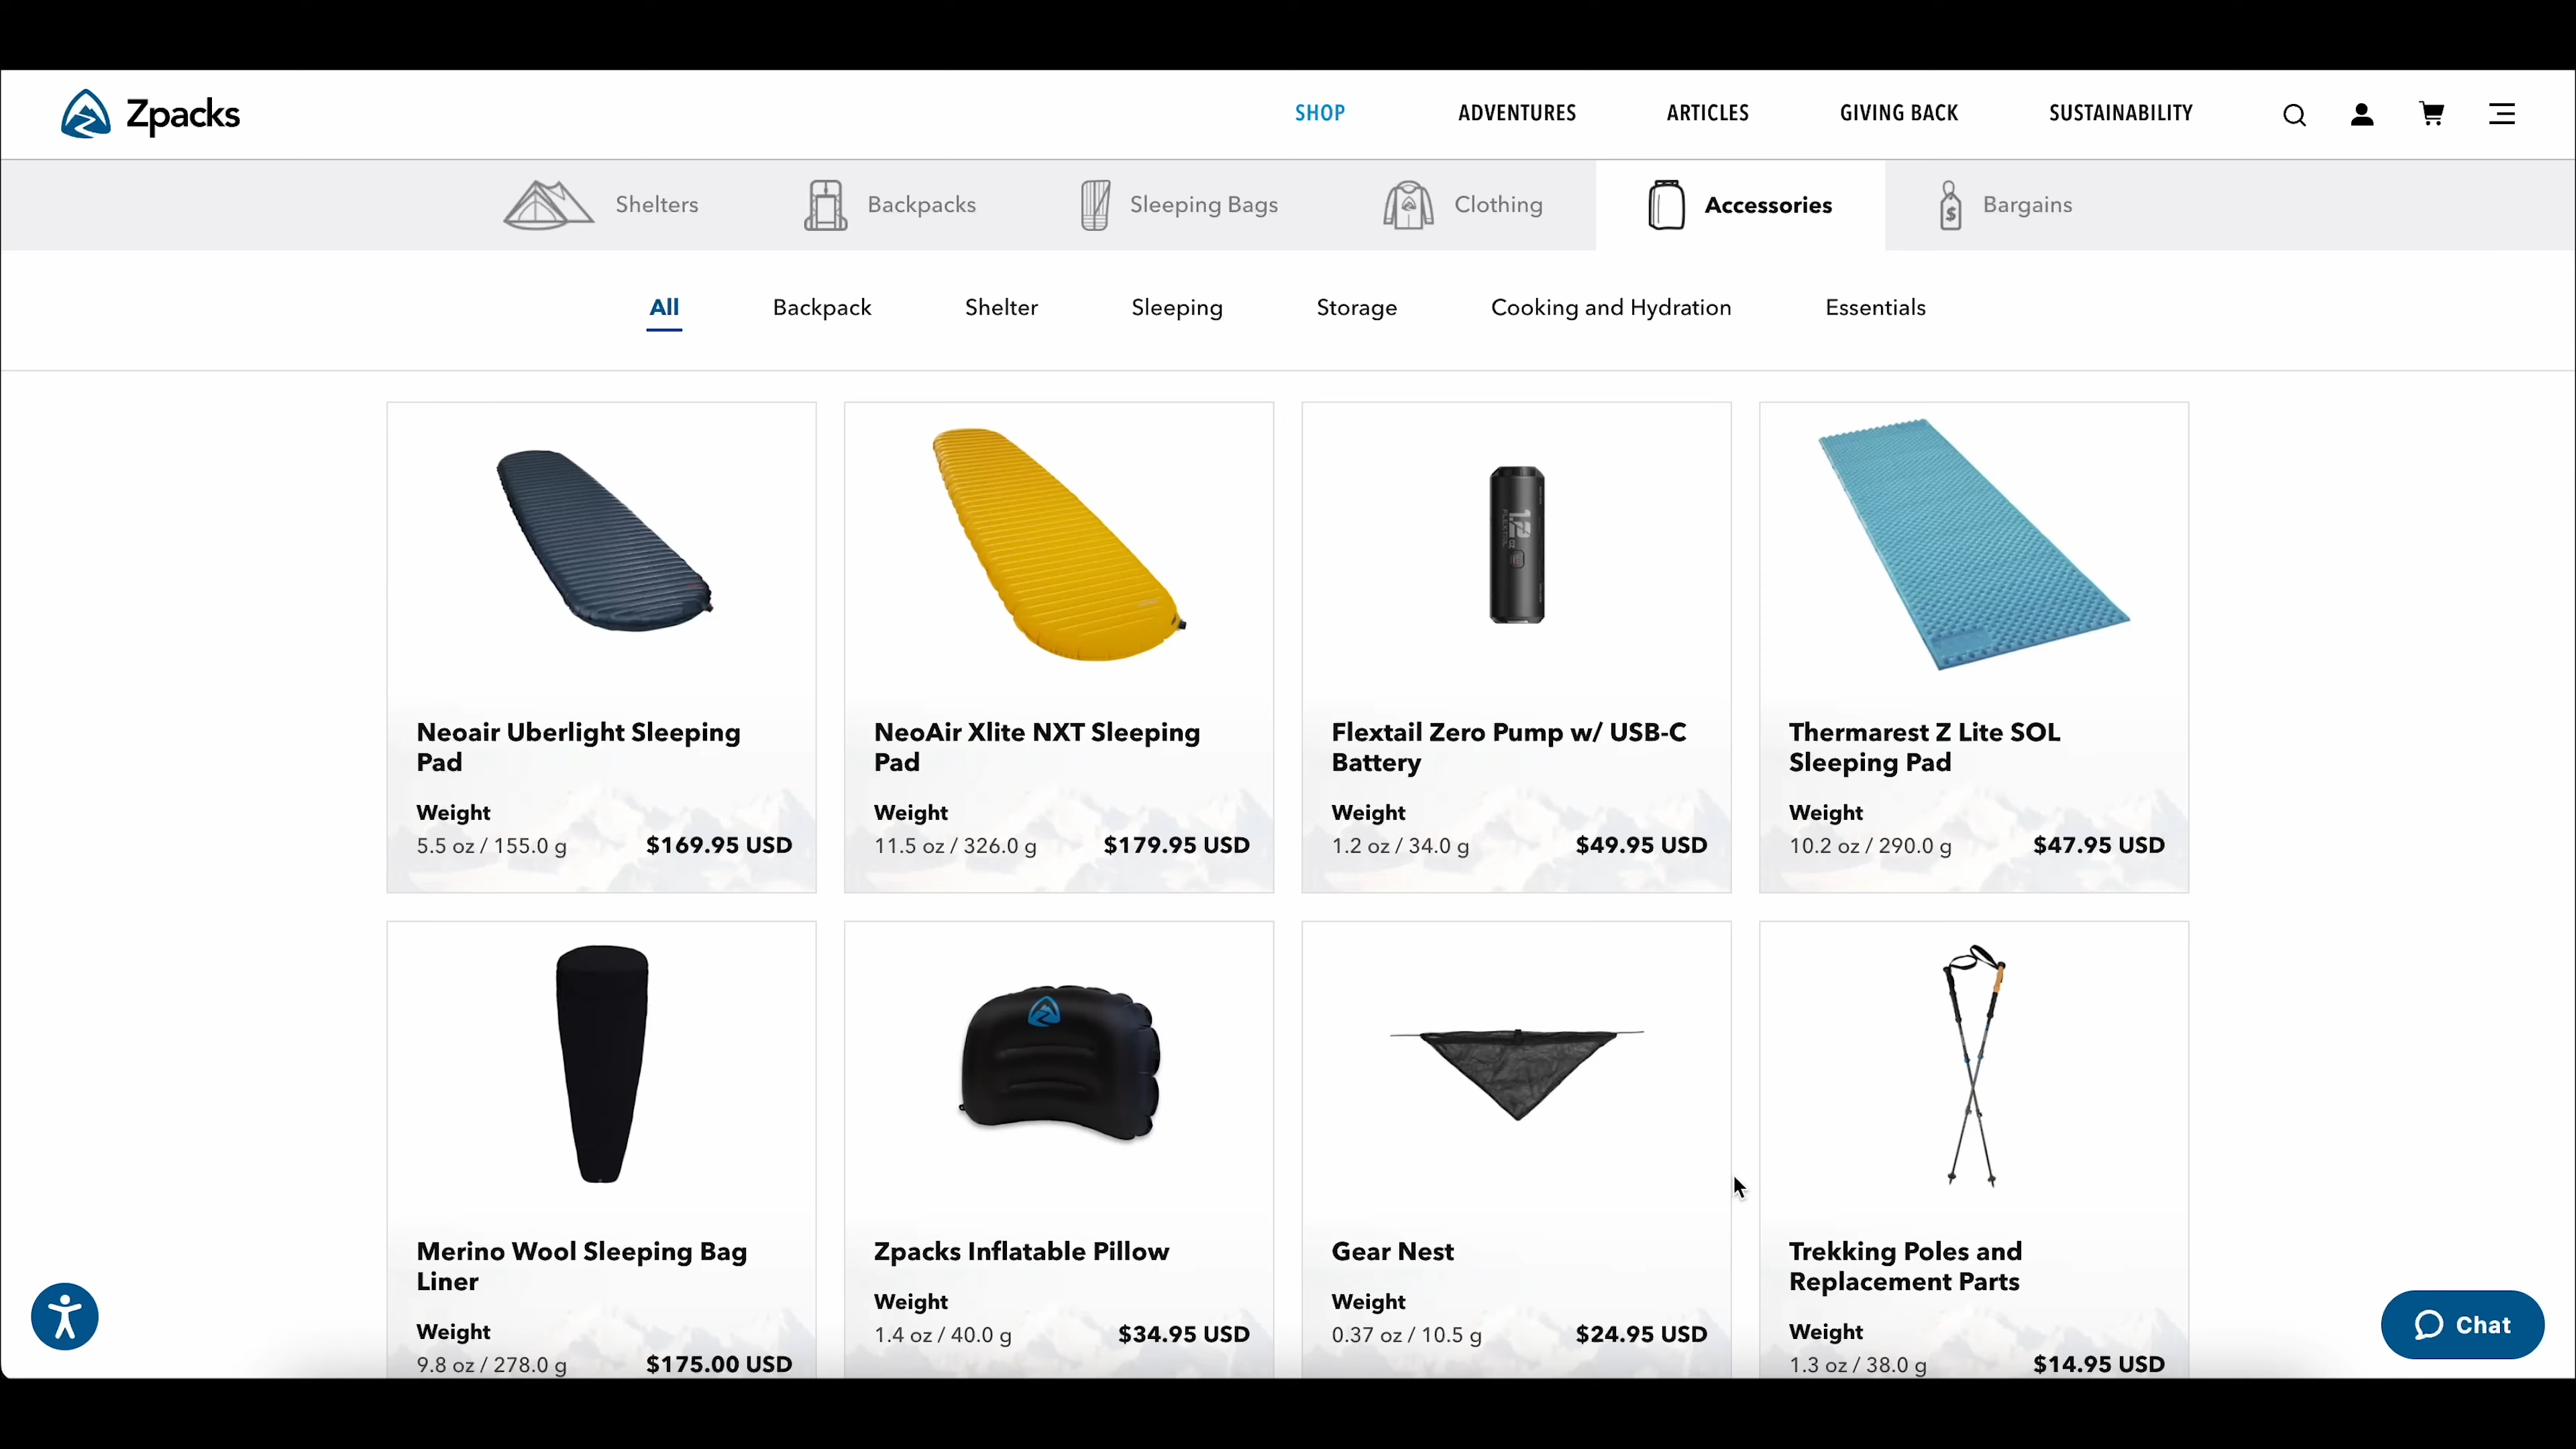 Zpacks
SHOP
ADVENTURES
ARTICLES
GIVING BACK
SUSTAINABILITY
Shelters
Backpacks
Sleeping Bags
Clothing
Accessories
Bargains
All
Backpack
Shelter
Sleeping
Storage
Cooking and Hydration
Essentials
Neoair Uberlight Sleeping
Pad
Weight
5.5 oz / 155.0 g
$169.95 USD
NeoAir Xlite NXT Sleeping
Pad
Weight
11.5 oz / 326.0 g
$179.95 USD
Flextail Zero Pump w/ USB-C
Battery
Weight
1.2 oz / 34.0 g
$49.95 USD
Thermarest Z Lite SOL
Sleeping Pad
Weight
10.2 oz / 290.0 g
$47.95 USD
Merino Wool Sleeping Bag
Liner
Weight
9.8 oz / 278.0 g
$175.00 USD
Zpacks Inflatable Pillow
Weight
1.4 oz / 40.0 g
$34.95 USD
Gear Nest
Weight
0.37 oz / 10.5 g
$24.95 USD
Trekking Poles and
Replacement Parts
Weight
1.3 oz / 38.0 g
$14.95 USD
Chat